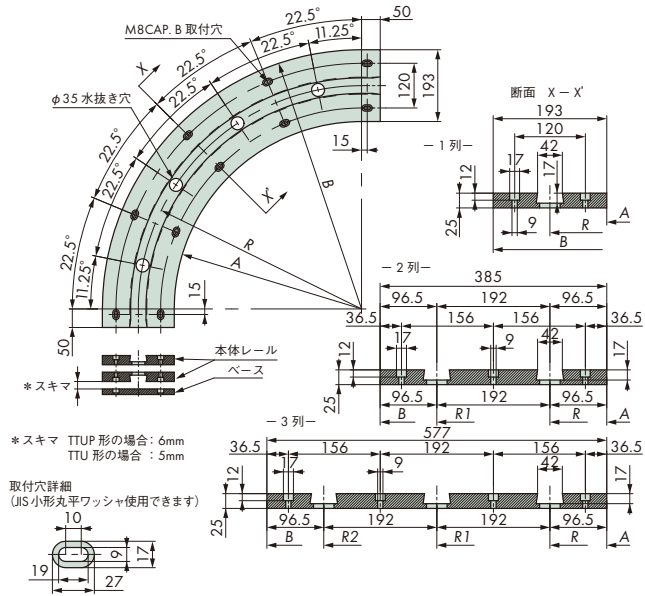 22.5°
50
M8CAP. B 取付穴
22.5°
11.25°
22.5°
22.5°
X
φ35 水抜き穴
120
193
15
22.5°
22.5°
X'
B
R
A
22.5°
11.25°
15
50
本体レール
＊スキマ
ベース
＊スキマ TTUP 形の場合：6mm
TTU 形の場合 ：5mm
取付穴詳細
(JIS小形丸平ワッシャ使用できます)
10
9
17
19
27
断面 X － X'
193
120
－1列－
17
42
12
17
25
9
R
A
B
－2列－
385
96.5
192
96.5
36.5
156
156
36.5
17
9
42
12
17
25
96.5
192
96.5
B
R1
R
A
－3列－
577
36.5
156
192
156
36.5
17
9
42
12
17
25
96.5
192
192
96.5
B
R2
R1
R
A